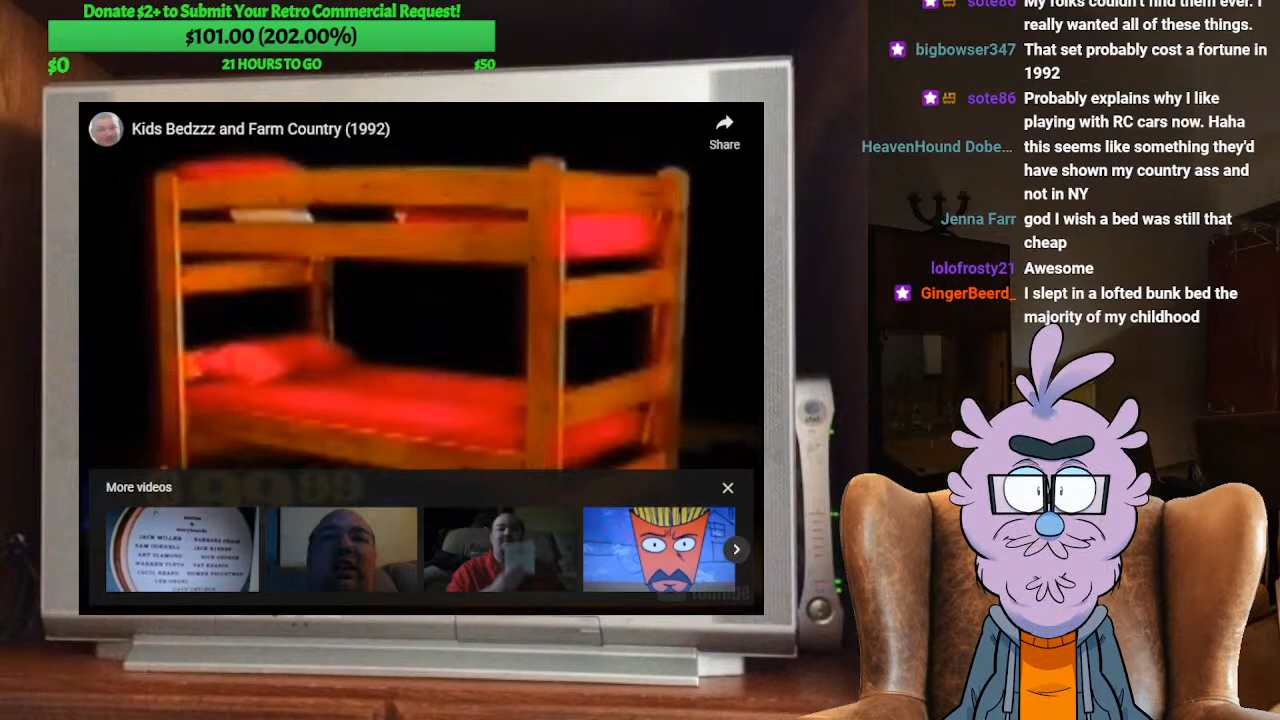 Donate $2+ to Submit Your Retro Commercial Request!
$101.00 (202.00%)
$0
21 HOURS TO GO
$50
Kids Bedzzz and Farm Country (1992)
Share
More videos
JACK MILLER
sote86 My folks couldn't find them ever. I
really wanted all of these things.
bigbowser347 That set probably cost a fortune in
1992
sote86 Probably explains why I like
playing with RC cars now. Haha
HeavenHound Dobe… this seems like something they'd
have shown my country ass and
not in NY
Jenna Farr god I wish a bed was still that
cheap
lolofrosty21 Awesome
GingerBeerd_ I slept in a lofted bunk bed the
majority of my childhood